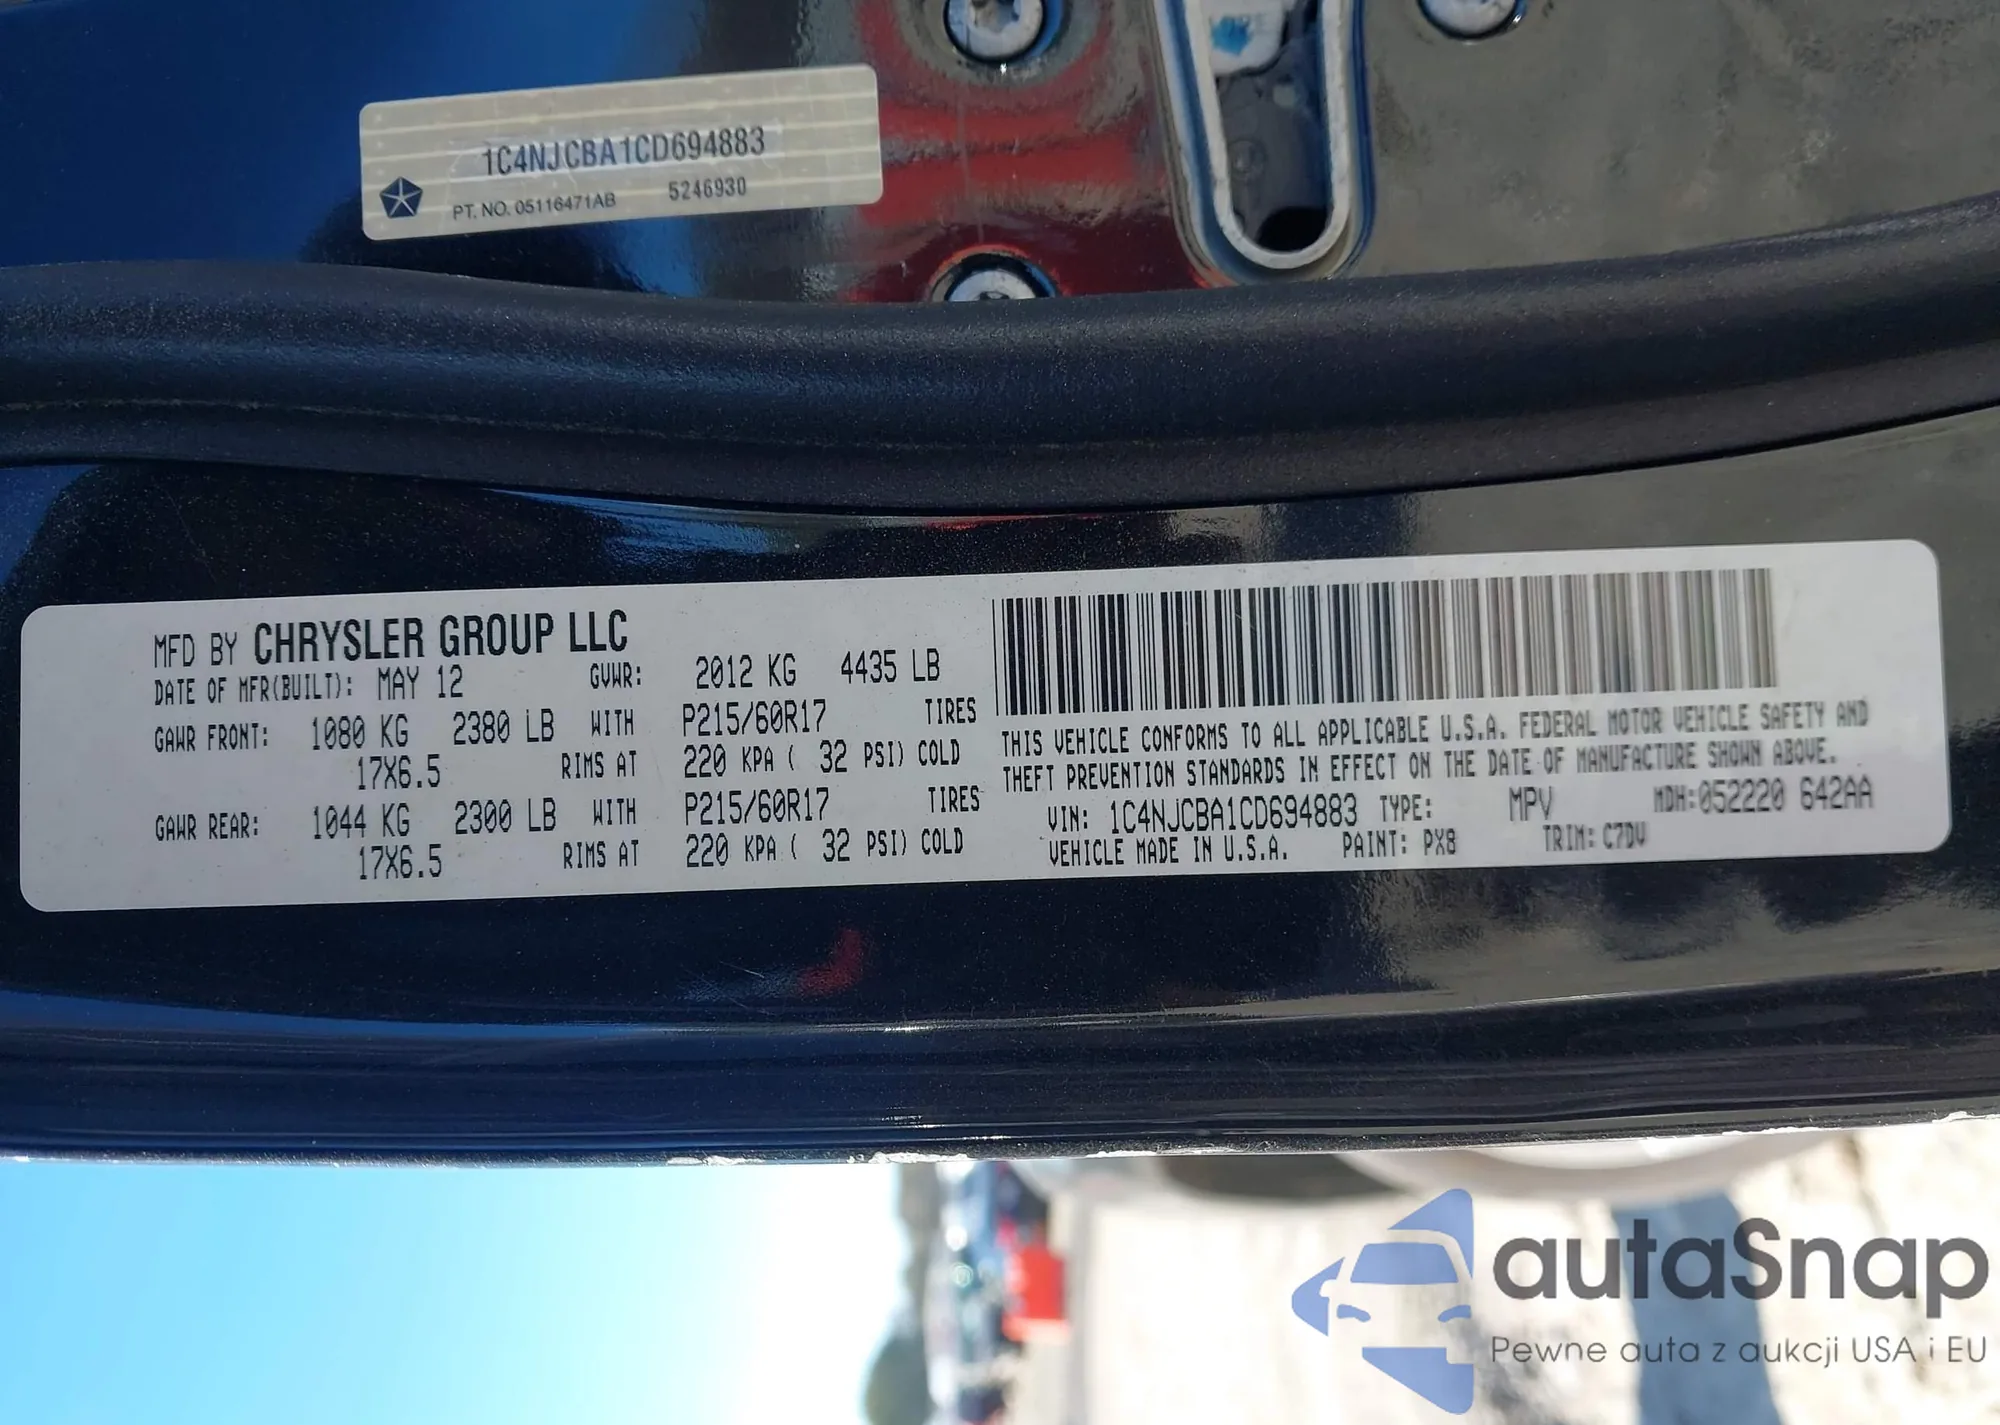 1C4NJCBA1CD694883
PT. NO. 05116471AB 5246930
MFD BY CHRYSLER GROUP LLC
DATE OF MFR(BUILT): MAY 12 GVWR: 2012 KG 4435 LB
GAWR FRONT: 1080 KG 2380 LB WITH P215/60R17 TIRES
17X6.5 RIMS AT 220 KPA ( 32 PSI) COLD
GAWR REAR: 1044 KG 2300 LB WITH P215/60R17 TIRES
17X6.5 RIMS AT 220 KPA ( 32 PSI) COLD
THIS VEHICLE CONFORMS TO ALL APPLICABLE U.S.A. FEDERAL MOTOR VEHICLE SAFETY AND
THEFT PREVENTION STANDARDS IN EFFECT ON THE DATE OF MANUFACTURE SHOWN ABOVE.
VIN: 1C4NJCBA1CD694883 TYPE: MPV MDH:052220 642AA
VEHICLE MADE IN U.S.A. PAINT: PX8 TRIM: C7DV
autaSnap
Pewne auta z aukcji USA i EU